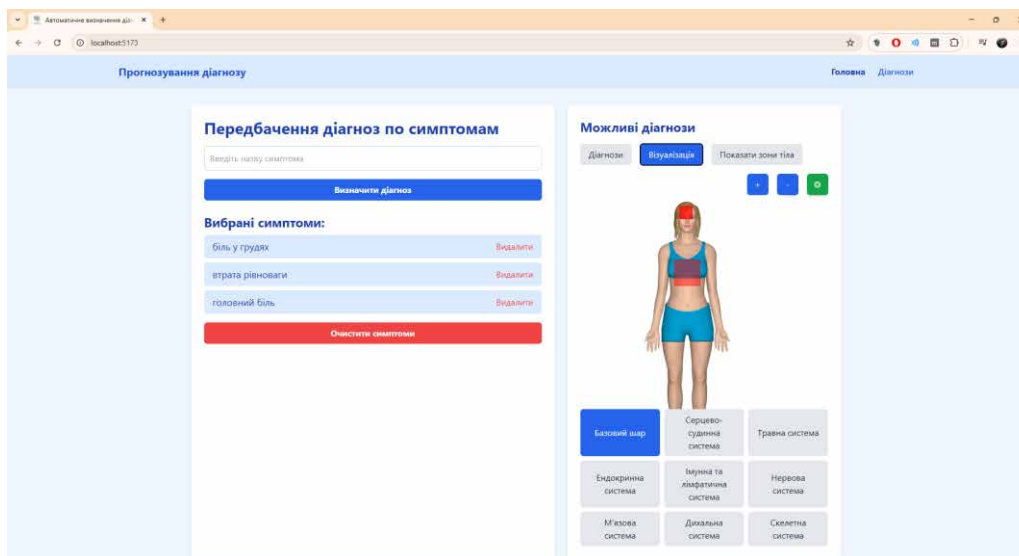 Автоматичне визначення діа
localhost:5173
Прогнозування діагнозу
Головна Діагнози
Передбачення діагноз по симптомам
Введіть назву симптома
Визначити діагноз
Вибрані симптоми:
біль у грудях Видалити
втрата рівноваги Видалити
головний біль Видалити
Очистити симптоми
Можливі діагнози
Діагнози Візуалізація Показати зони тіла
+ -
Базовий шар
Серцево-
судинна
система
Травна система
Ендокринна
система
Імунна та
лімфатична
система
Нервова
система
М'язова
система
Дихальна
система
Скелетна
система